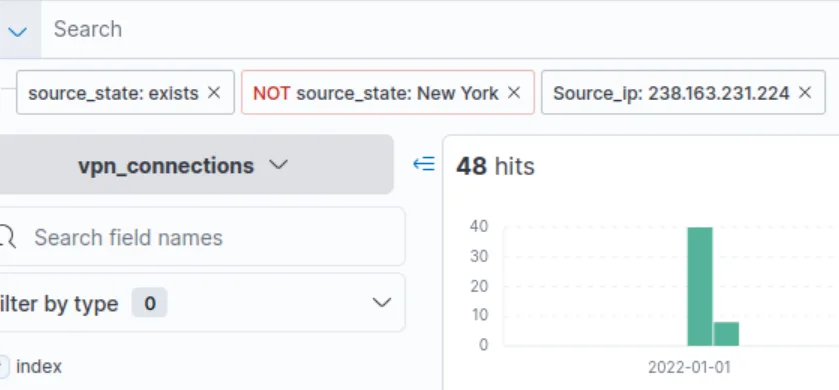 Search
source_state: exists × NOT source_state: New York × Source_ip: 238.163.231.224 ×
vpn_connections
48 hits
Search field names
40
30
20
10
0
2022-01-01
ilter by type 0
index